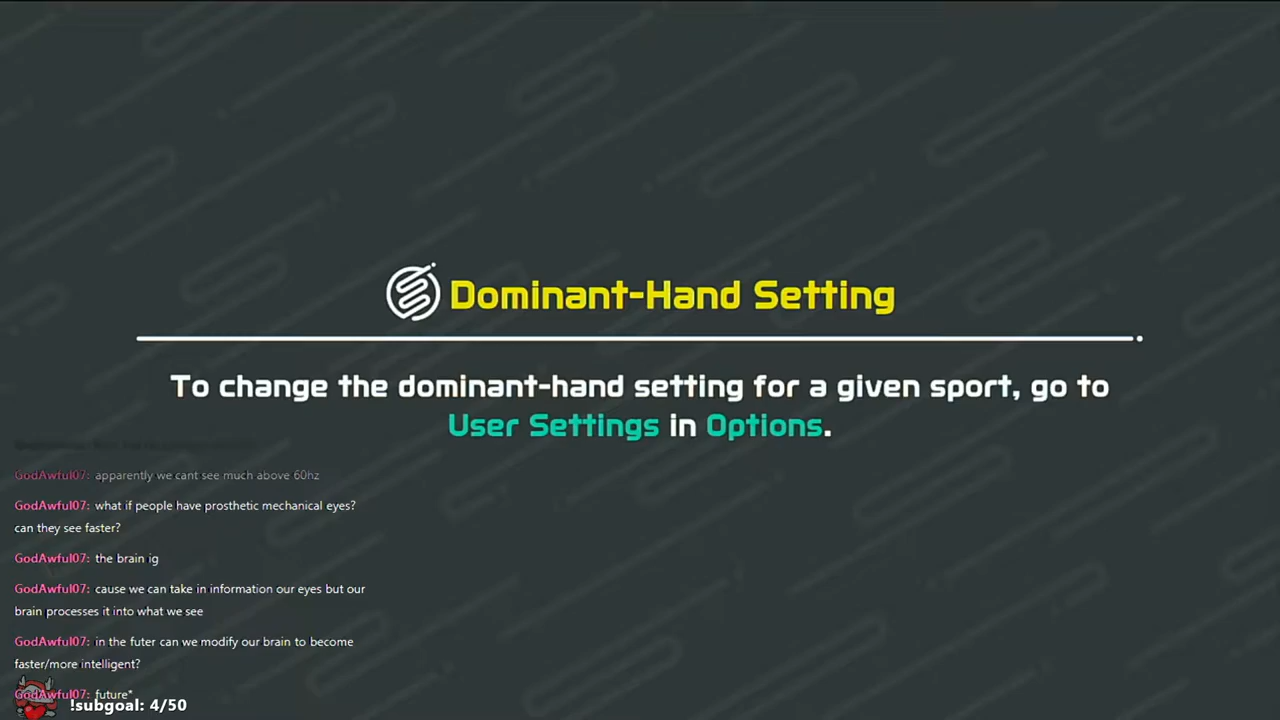 Dominant-Hand Setting
To change the dominant-hand setting for a given sport, go to
User Settings in Options.
GodAwful07: apparently we cant see much above 60hz
GodAwful07: what if people have prosthetic mechanical eyes?
can they see faster?
GodAwful07: the brain ig
GodAwful07: cause we can take in information our eyes but our
brain processes it into what we see
GodAwful07: in the futer can we modify our brain to become
faster/more intelligent?
GodAwful07: future*
!subgoal: 4/50